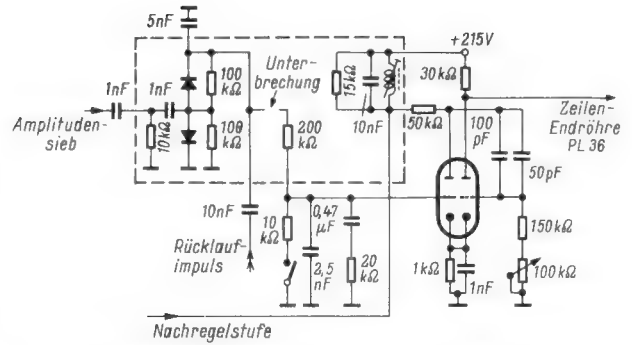 5nF
1nF
1nF
Amplituden-
sieb
10kΩ
100
kΩ
100
kΩ
Unter-
brechung
200
kΩ
15kΩ
10nF
+215V
30kΩ
50kΩ
100
pF
50pF
Zeilen-
Endröhre
PL 36
10nF
Rücklauf-
impuls
10
kΩ
0,47
µF
2,5
nF
20
kΩ
1kΩ
1nF
150kΩ
100kΩ
Nachregelstufe